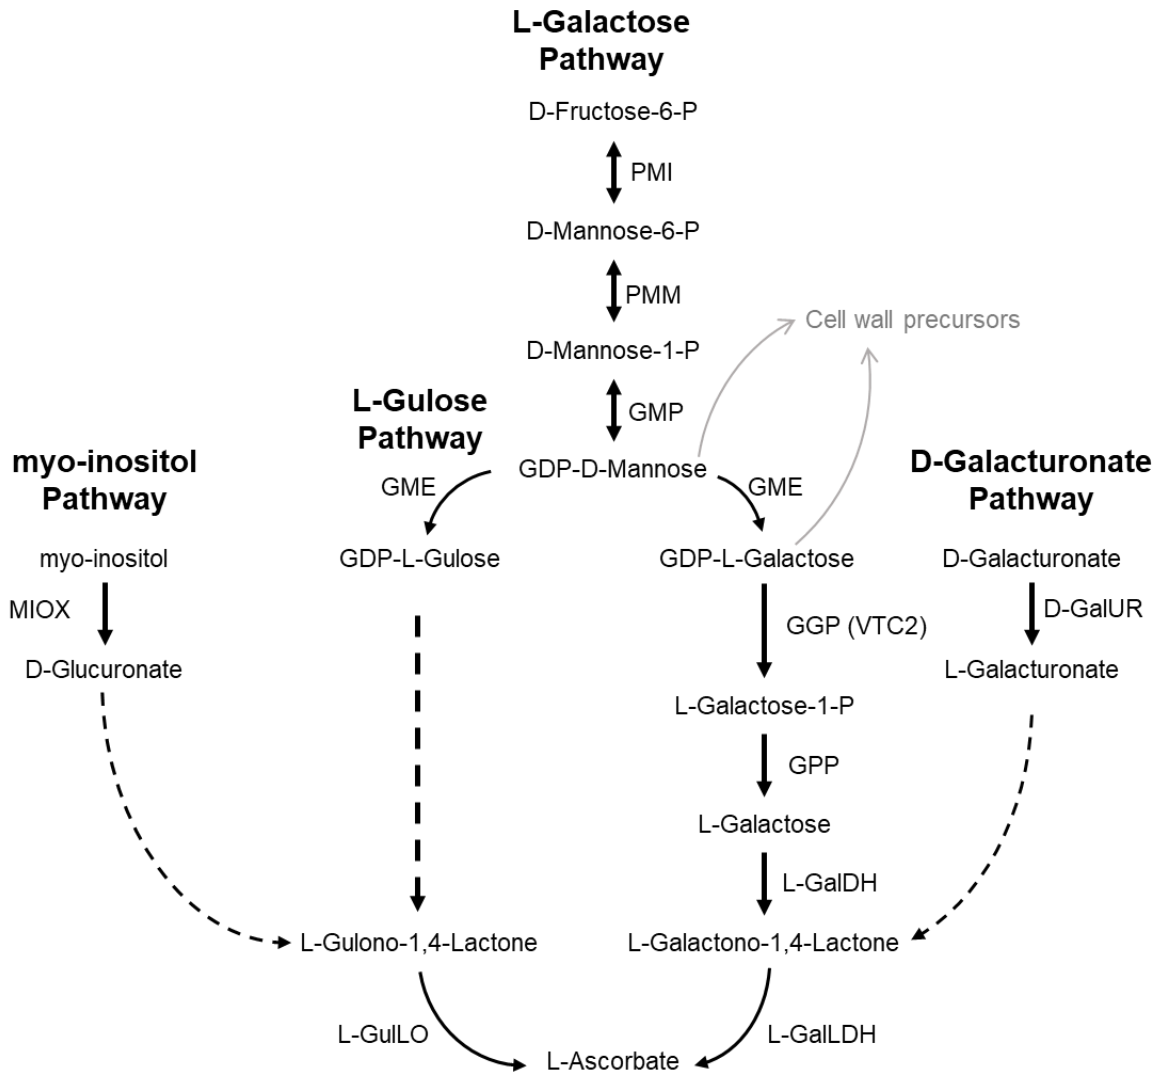 L-Galactose
Pathway
D-Fructose-6-P
PMI
D-Mannose-6-P
PMM
Cell wall precursors
D-Mannose-1-P
L-Gulose
Pathway
GMP
myo-inositol
Pathway
GDP-D-Mannose
D-Galacturonate
Pathway
GME
GME
myo-inositol
GDP-L-Gulose
GDP-L-Galactose
D-Galacturonate
MIOX
D-GalUR
GGP (VTC2)
D-Glucuronate
L-Galacturonate
L-Galactose-1-P
GPP
L-Galactose
L-GalDH
L-Gulono-1,4-Lactone
L-Galactono-1,4-Lactone
L-GulLO
L-GalLDH
L-Ascorbate